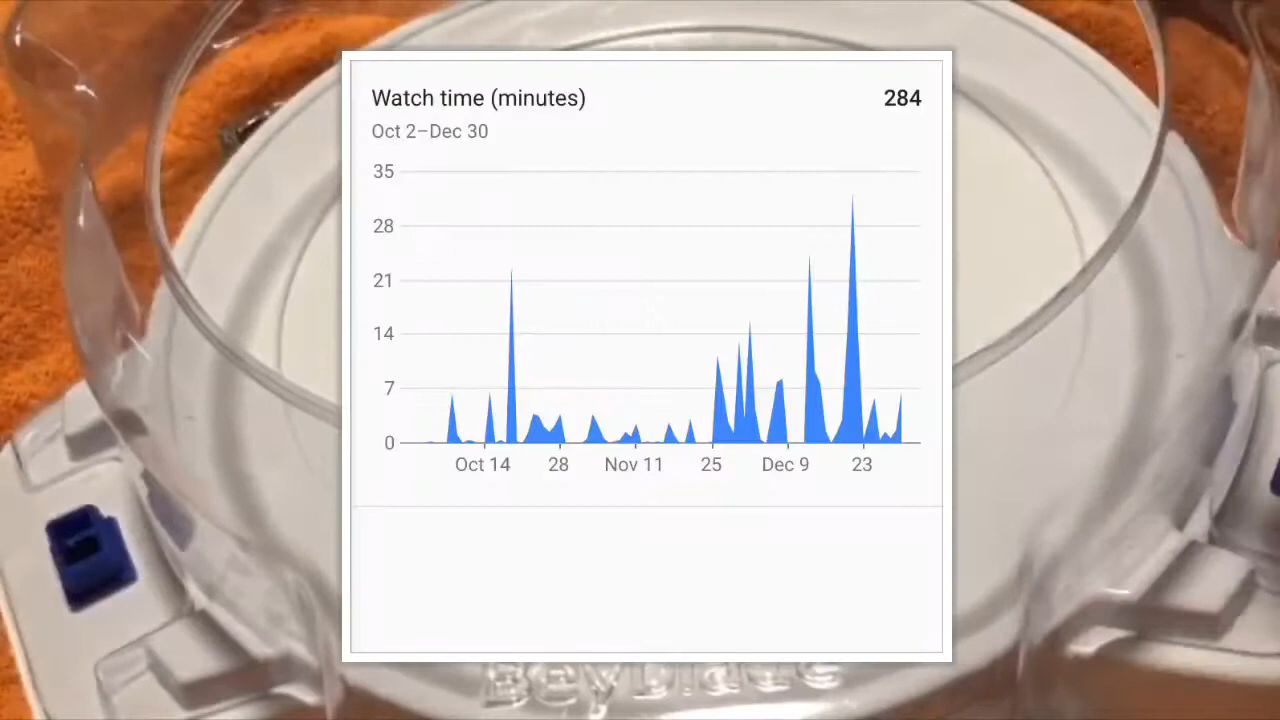 Watch time (minutes) 284
Oct 2–Dec 30
35
28
21
14
7
0
Oct 14 28 Nov 11 25 Dec 9 23
Beyblade